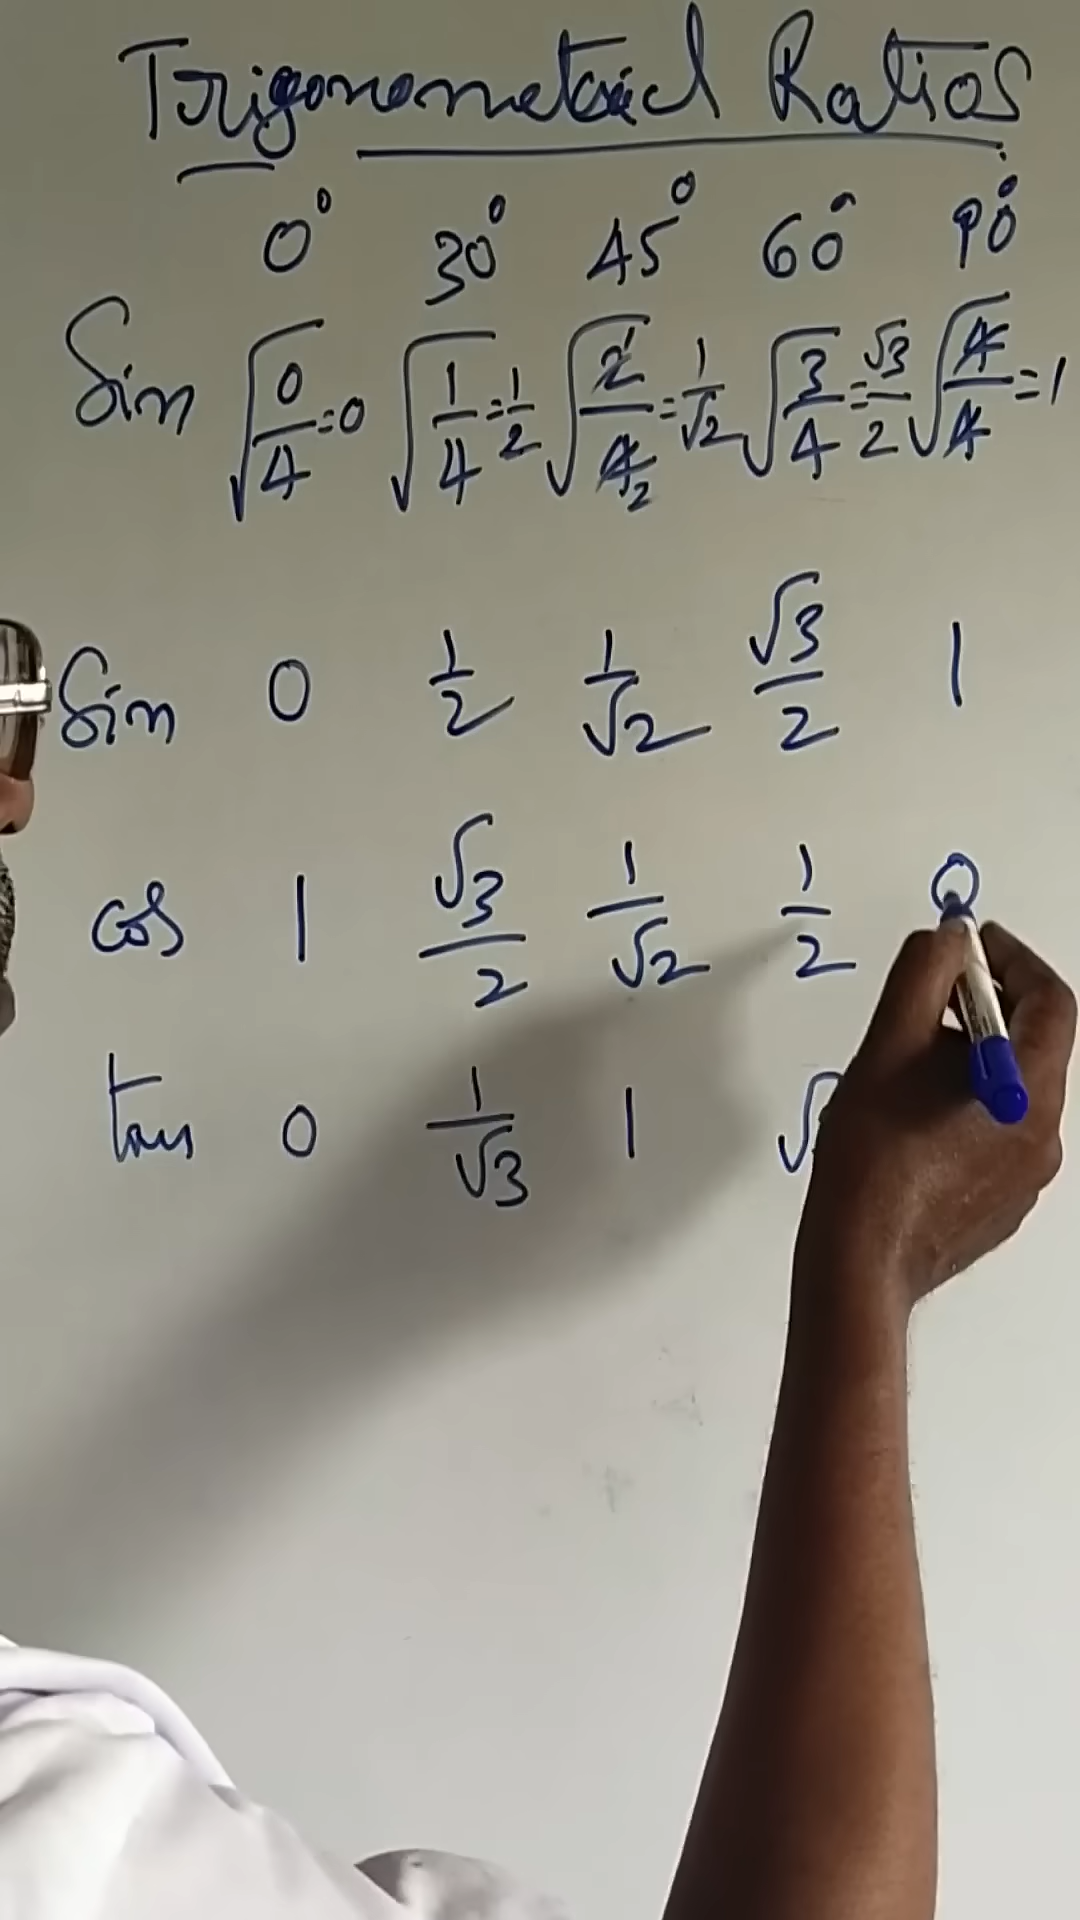 Trigonometrical Ratios
0° 30° 45° 60° 90°
Sin √(0/4)=0 √(1/4)=1/2 √(2/4)=1/√2 √(3/4)=√3/2 √(4/4)=1
Sin 0 1/2 1/√2 √3/2 1
cos 1 √3/2 1/√2 1/2 0
tan 0 1/√3 1 √